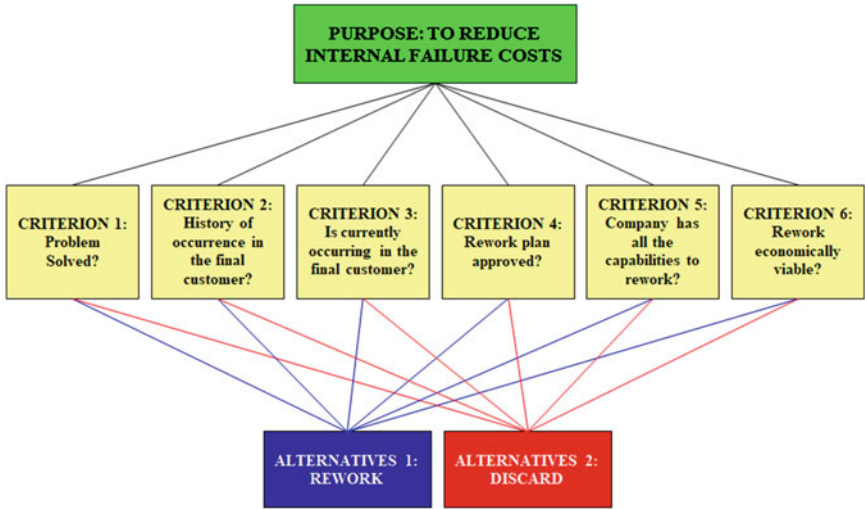 PURPOSE: TO REDUCE
INTERNAL FAILURE COSTS
CRITERION 1:
Problem
Solved?
CRITERION 2:
History of
occurrence in
the final
customer?
CRITERION 3:
Is currently
occurring in the
final customer?
CRITERION 4:
Rework plan
approved?
CRITERION 5:
Company has
all the
capabilities to
rework?
CRITERION 6:
Rework
economically
viable?
ALTERNATIVES 1:
REWORK
ALTERNATIVES 2:
DISCARD